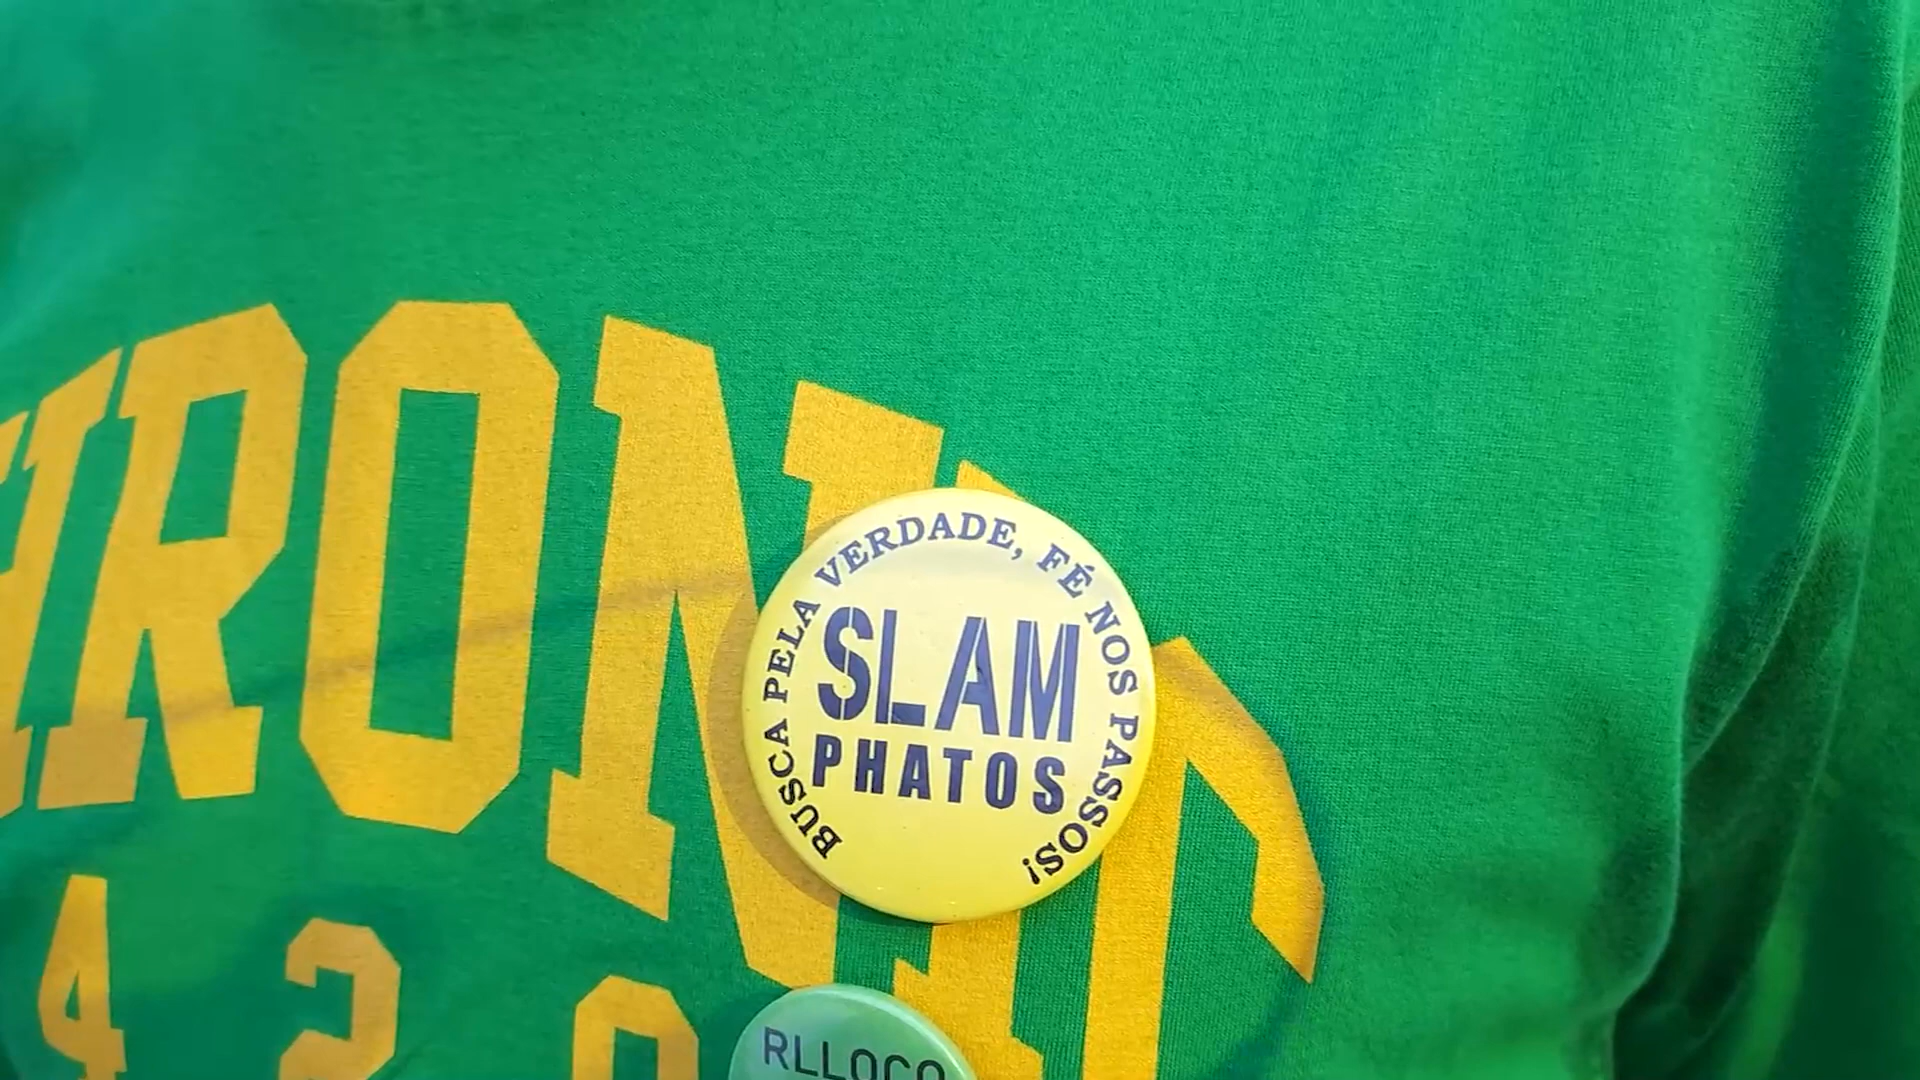 BUSCA PELA VERDADE, FÉ NOS PASSOS!
SLAM
PHATOS
RLLOCO